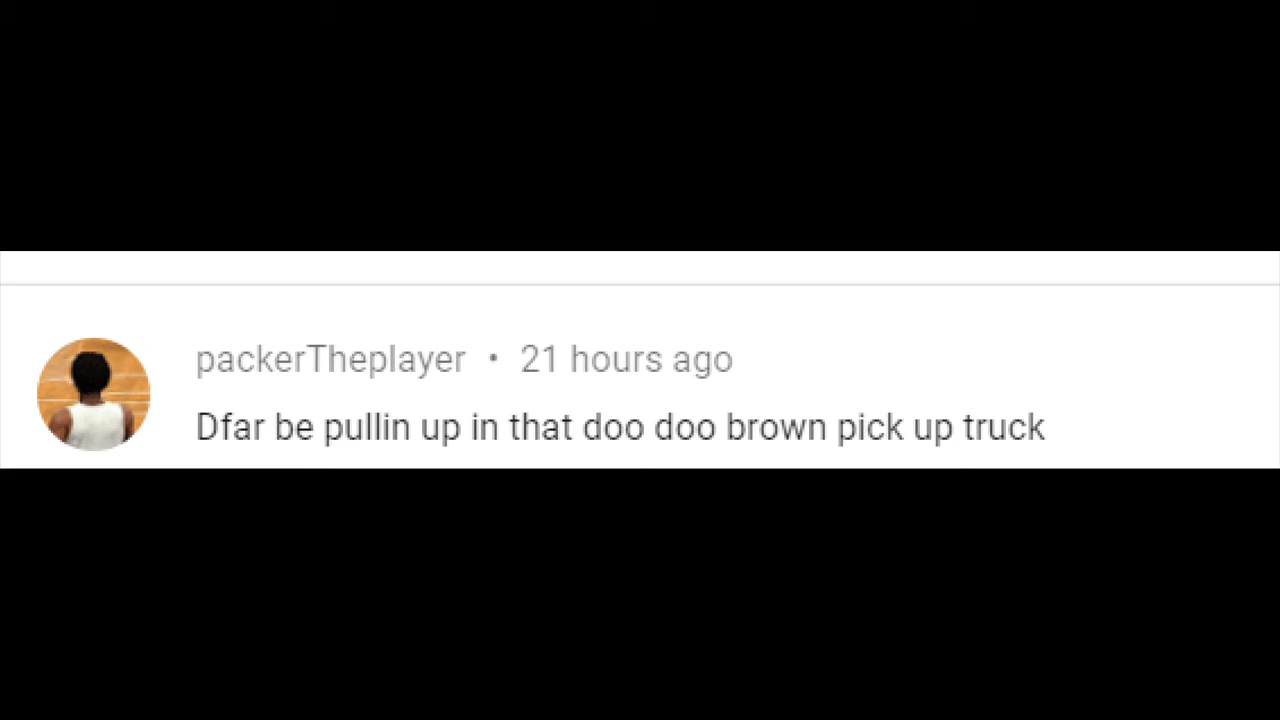 packerTheplayer • 21 hours ago
Dfar be pullin up in that doo doo brown pick up truck